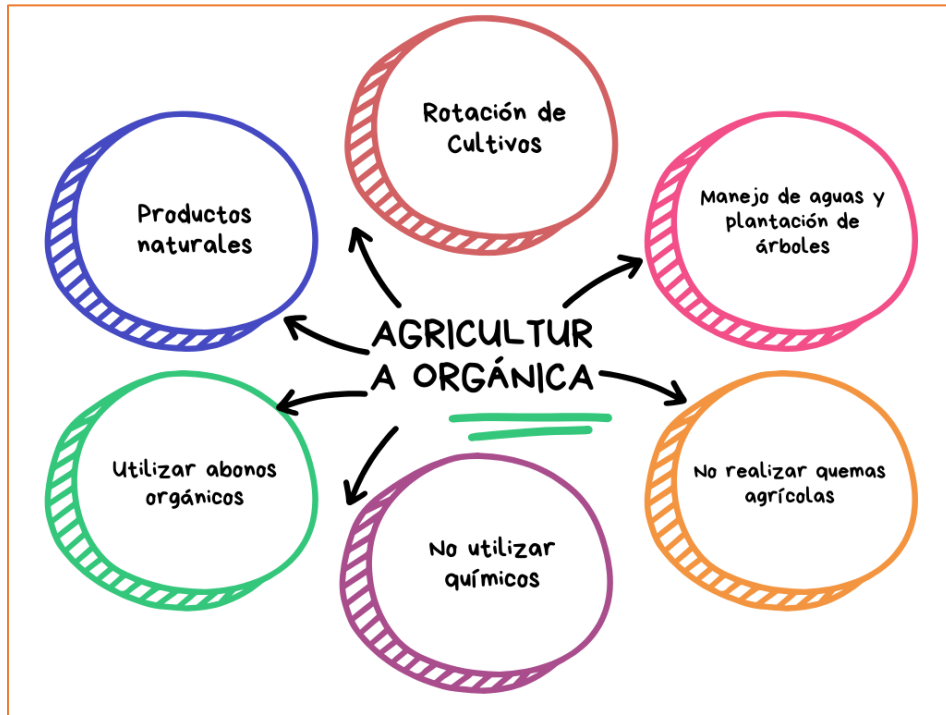 Rotación de
Cultivos
Productos
naturales
Manejo de aguas y
plantación de
árboles
AGRICULTUR
A ORGÁNICA
Utilizar abonos
orgánicos
No realizar quemas
agrícolas
No utilizar
químicos